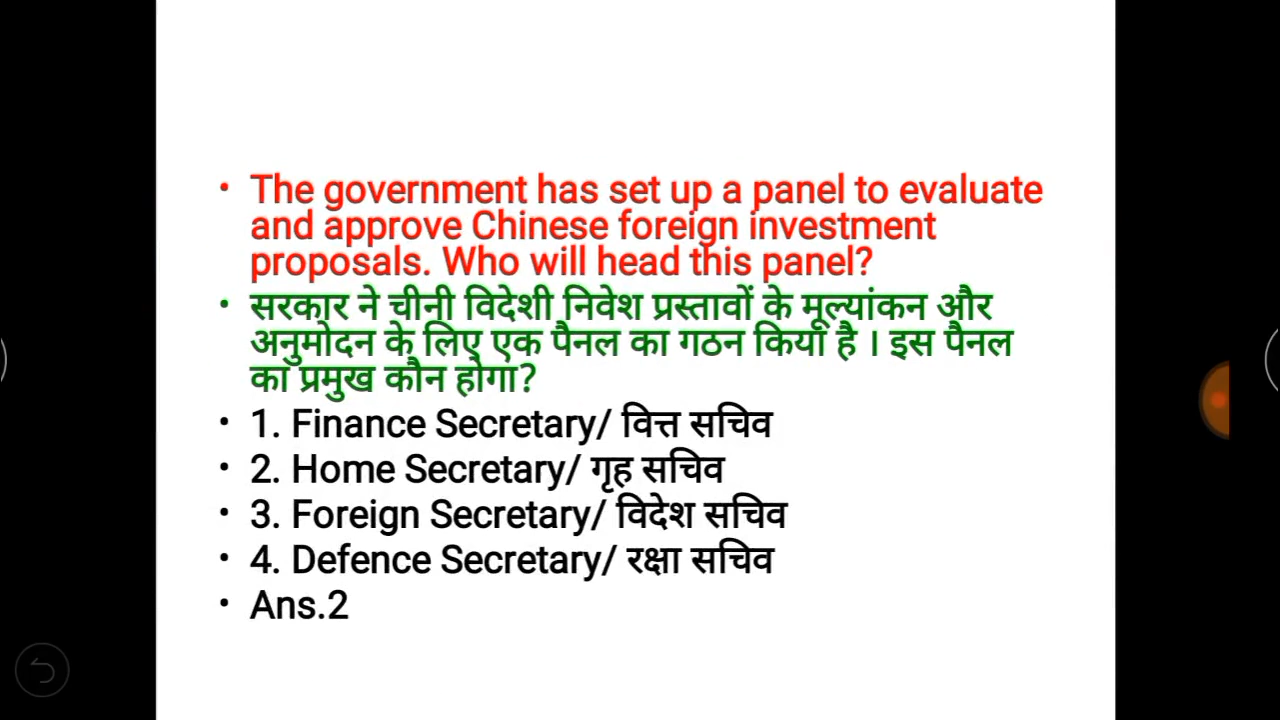 • The government has set up a panel to evaluate
and approve Chinese foreign investment
proposals. Who will head this panel?
• सरकार ने चीनी विदेशी निवेश प्रस्तावों के मूल्यांकन और
अनुमोदन के लिए एक पैनल का गठन किया है । इस पैनल
का प्रमुख कौन होगा?
• 1. Finance Secretary/ वित्त सचिव
• 2. Home Secretary/ गृह सचिव
• 3. Foreign Secretary/ विदेश सचिव
• 4. Defence Secretary/ रक्षा सचिव
• Ans.2